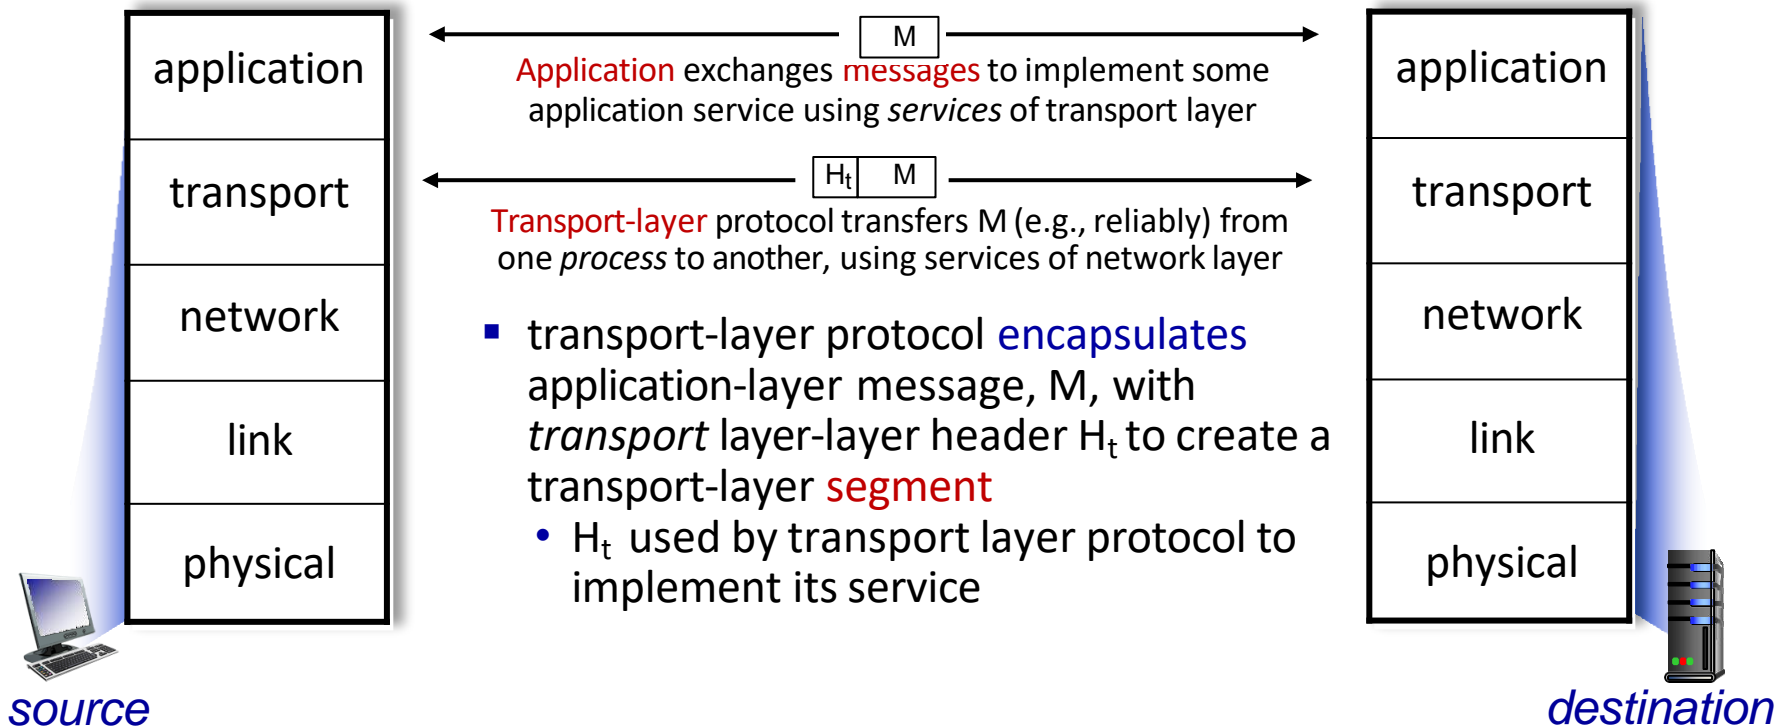 application
transport
network
link
physical
source
M
Application exchanges messages to implement some
application service using services of transport layer
Ht M
Transport-layer protocol transfers M (e.g., reliably) from
one process to another, using services of network layer
▪ transport-layer protocol encapsulates
application-layer message, M, with
transport layer-layer header Ht to create a
transport-layer segment
• Ht used by transport layer protocol to
implement its service
application
transport
network
link
physical
destination